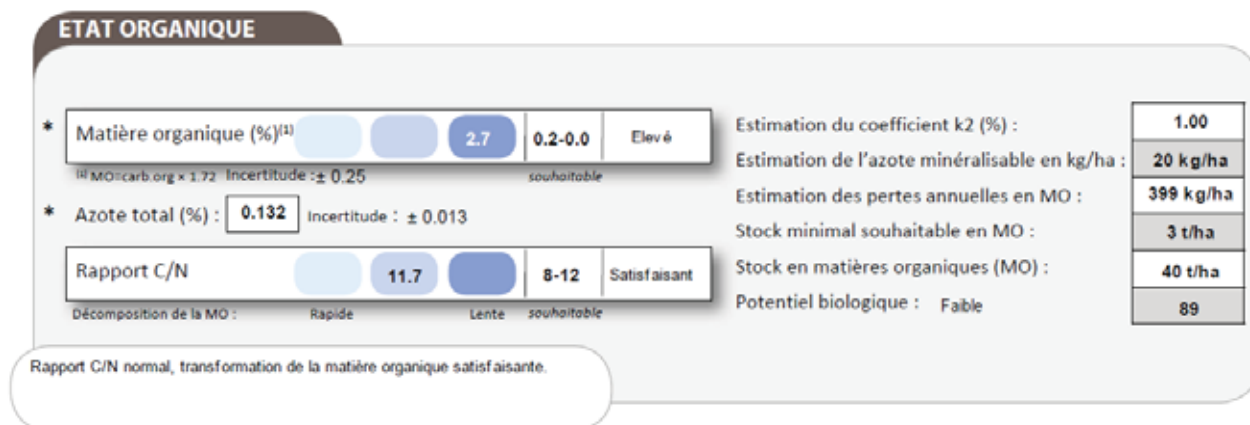 ETAT ORGANIQUE
* Matière organique (%)⁽¹⁾ 2.7 0.2-0.0 Elevé
⁽¹⁾ MO=carb.org × 1.72 Incertitude :± 0.25 souhaitable
* Azote total (%) : 0.132 Incertitude : ± 0.013
Rapport C/N 11.7 8-12 Satisfaisant
Décomposition de la MO : Rapide Lente souhaitable
Estimation du coefficient k2 (%) : 1.00
Estimation de l'azote minéralisable en kg/ha : 20 kg/ha
Estimation des pertes annuelles en MO : 399 kg/ha
Stock minimal souhaitable en MO : 3 t/ha
Stock en matières organiques (MO) : 40 t/ha
Potentiel biologique : Faible 89
Rapport C/N normal, transformation de la matière organique satisfaisante.